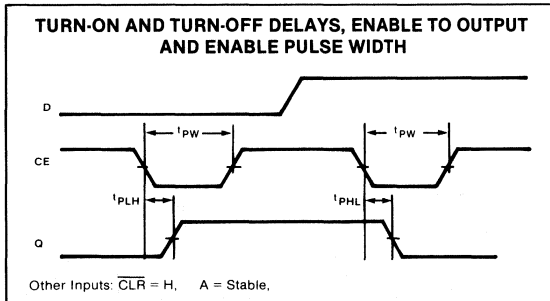 TURN-ON AND TURN-OFF DELAYS, ENABLE TO OUTPUT
AND ENABLE PULSE WIDTH
D
tPW
tPW
CE
tPLH
tPHL
Q
Other Inputs: C̅L̅R̅ = H, A = Stable,